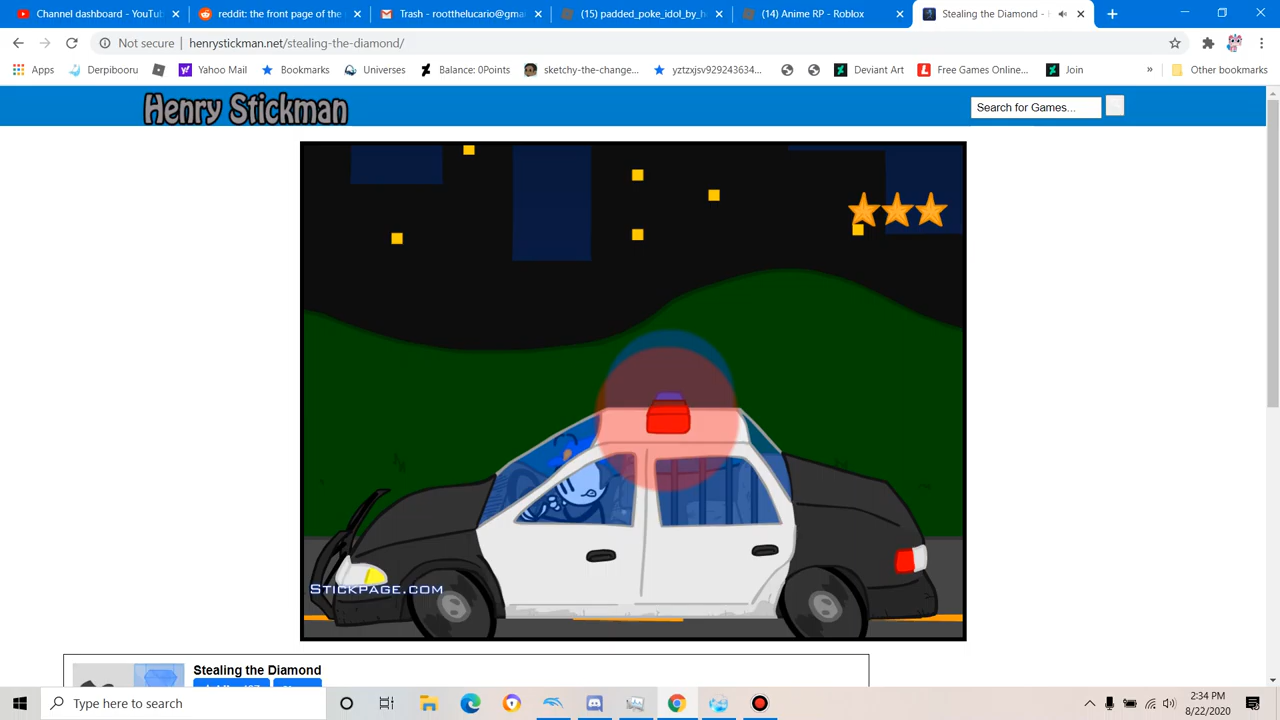 Channel dashboard - YouTub
reddit: the front page of the
Trash - rootthelucario@gma
(15) padded_poke_idol_by_h
(14) Anime RP - Roblox
Stealing the Diamond -
Not secure
henrystickman.net/stealing-the-diamond/
Apps
Derpibooru
Yahoo Mail
Bookmarks
Universes
Balance: 0Points
sketchy-the-change...
yztzxjsv929243634...
Deviant Art
Free Games Online...
Join
»
Other bookmarks
Henry Stickman
Search for Games...
STICKPAGE.COM
Stealing the Diamond
Type here to search
2:34 PM
8/22/2020